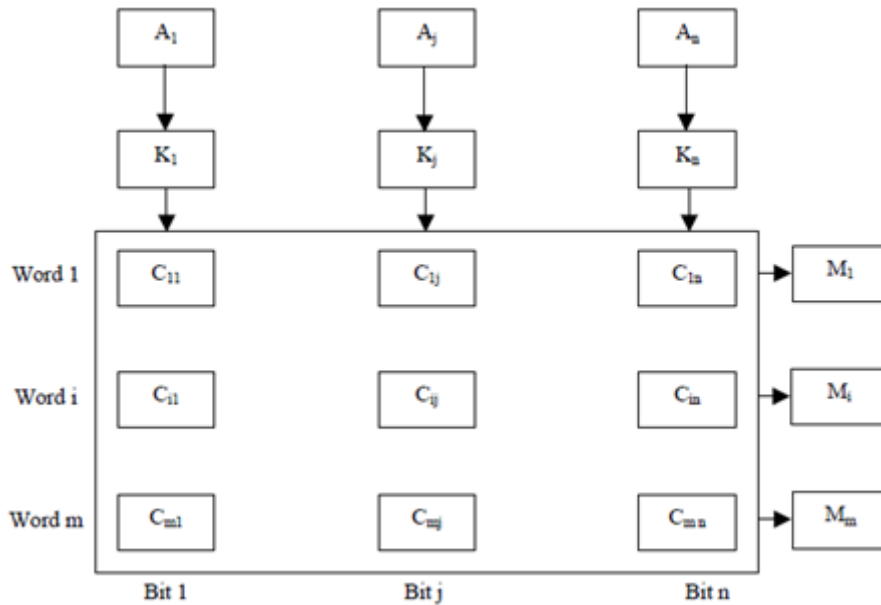 A₁ Aⱼ Aₙ
K₁ Kⱼ Kₙ
Word 1 C₁₁ C₁ⱼ C₁ₙ M₁
Word i Cᵢ₁ Cᵢⱼ Cᵢₙ Mᵢ
Word m Cₘ₁ Cₘⱼ Cₘₙ Mₘ
Bit 1 Bit j Bit n